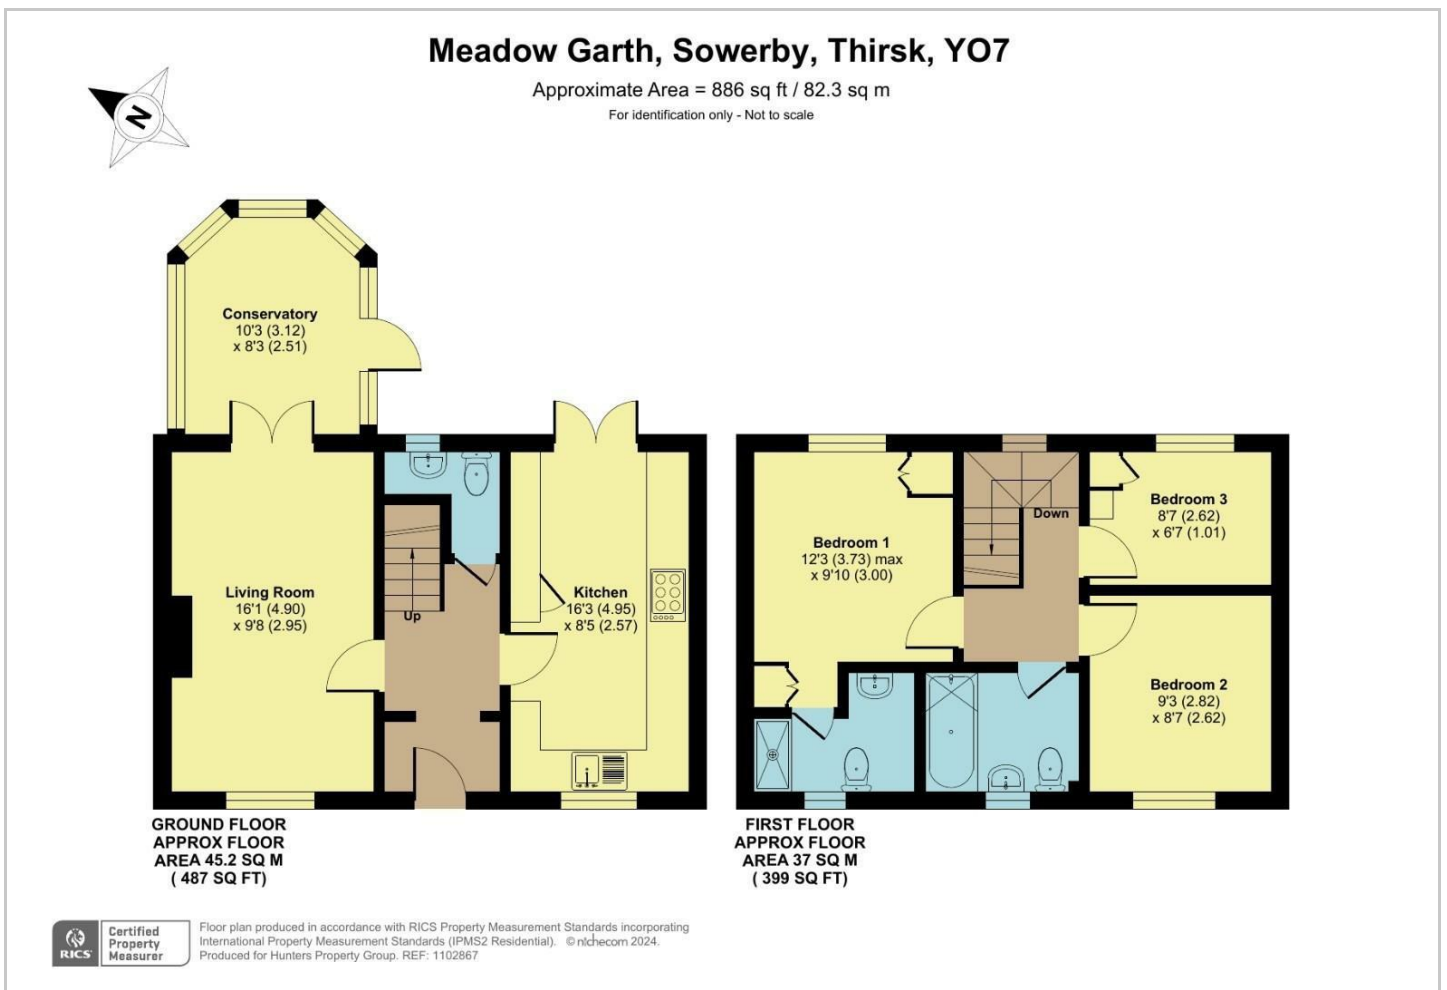 Meadow Garth, Sowerby, Thirsk, YO7
Approximate Area = 886 sq ft / 82.3 sq m
For identification only - Not to scale
N
Conservatory
10'3 (3.12)
x 8'3 (2.51)
Living Room
16'1 (4.90)
x 9'8 (2.95)
Up
Kitchen
16'3 (4.95)
x 8'5 (2.57)
Bedroom 1
12'3 (3.73) max
x 9'10 (3.00)
Down
Bedroom 3
8'7 (2.62)
x 6'7 (1.01)
Bedroom 2
9'3 (2.82)
x 8'7 (2.62)
GROUND FLOOR
APPROX FLOOR
AREA 45.2 SQ M
( 487 SQ FT)
FIRST FLOOR
APPROX FLOOR
AREA 37 SQ M
( 399 SQ FT)
RICS
Certified
Property
Measurer
Floor plan produced in accordance with RICS Property Measurement Standards incorporating
International Property Measurement Standards (IPMS2 Residential). © nichecom 2024.
Produced for Hunters Property Group. REF: 1102867